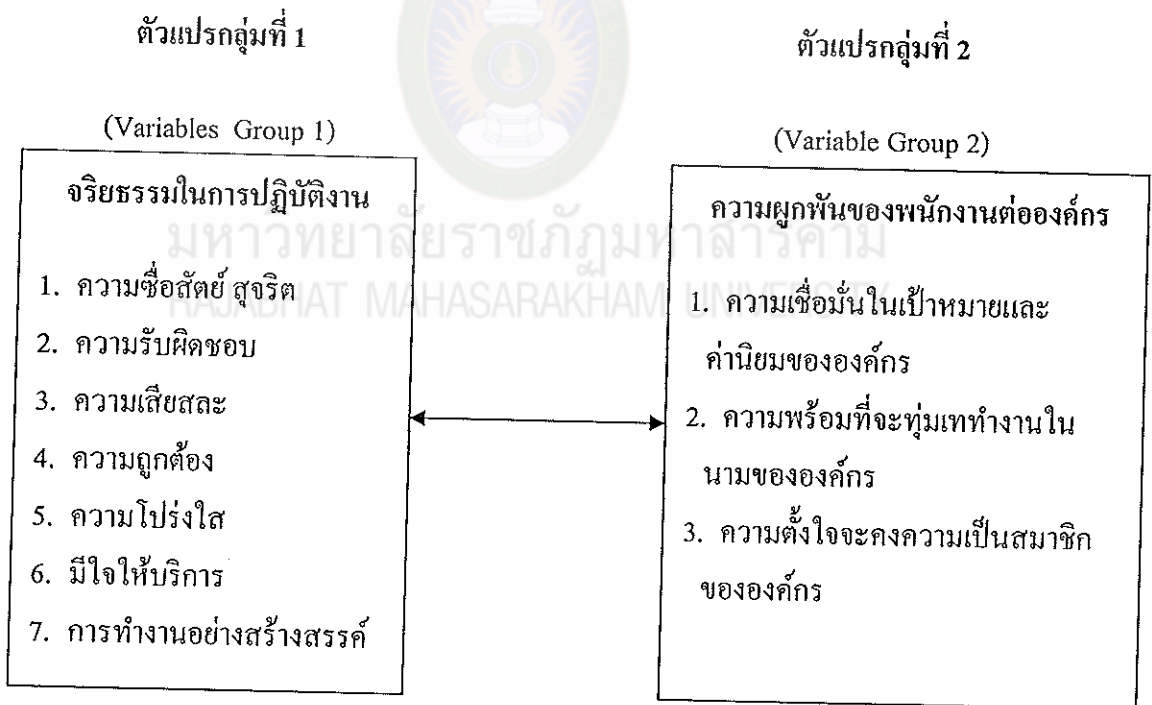 ตัวแปรกลุ่มที่ 1
(Variables Group 1)
จริยธรรมในการปฏิบัติงาน
1. ความซื่อสัตย์ สุจริต
2. ความรับผิดชอบ
3. ความเสียสละ
4. ความถูกต้อง
5. ความโปร่งใส
6. มีใจให้บริการ
7. การทำงานอย่างสร้างสรรค์
ตัวแปรกลุ่มที่ 2
(Variable Group 2)
ความผูกพันของพนักงานต่อองค์กร
1. ความเชื่อมั่นในเป้าหมายและ
ค่านิยมขององค์กร
2. ความพร้อมที่จะทุ่มเททำงานใน
นามขององค์กร
3. ความตั้งใจจะคงความเป็นสมาชิก
ขององค์กร
มหาวิทยาลัยราชภัฏมหาสารคาม
RAJABHAT MAHASARAKHAM UNIVERSITY